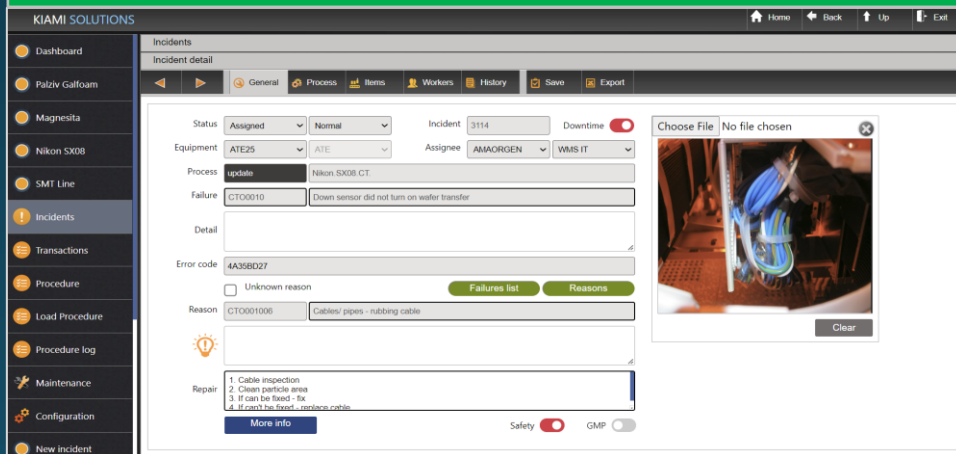 KIAMI SOLUTIONS
Home Back Up Exit
Dashboard
Palziv Galfoam
Magnesita
Nikon SX08
SMT Line
Incidents
Transactions
Procedure
Load Procedure
Procedure log
Maintenance
Configuration
New incident
Incidents
Incident detail
General Process Items Workers History Save Export
Status Assigned Normal Incident 3114 Downtime
Equipment ATE25 ATE Assignee AMAORGEN WMS IT
Process update Nikon.SX08.CT.
Failure CTO0010 Down sensor did not turn on wafer transfer
Detail
Error code 4A35BD27
Unknown reason Failures list Reasons
Reason CTO001006 Cables/ pipes - rubbing cable
Repair
1. Cable inspection
2. Clean particle area
3. If can be fixed - fix
4. If can't be fixed - replace cable
More info Safety GMP
Choose File No file chosen
Clear